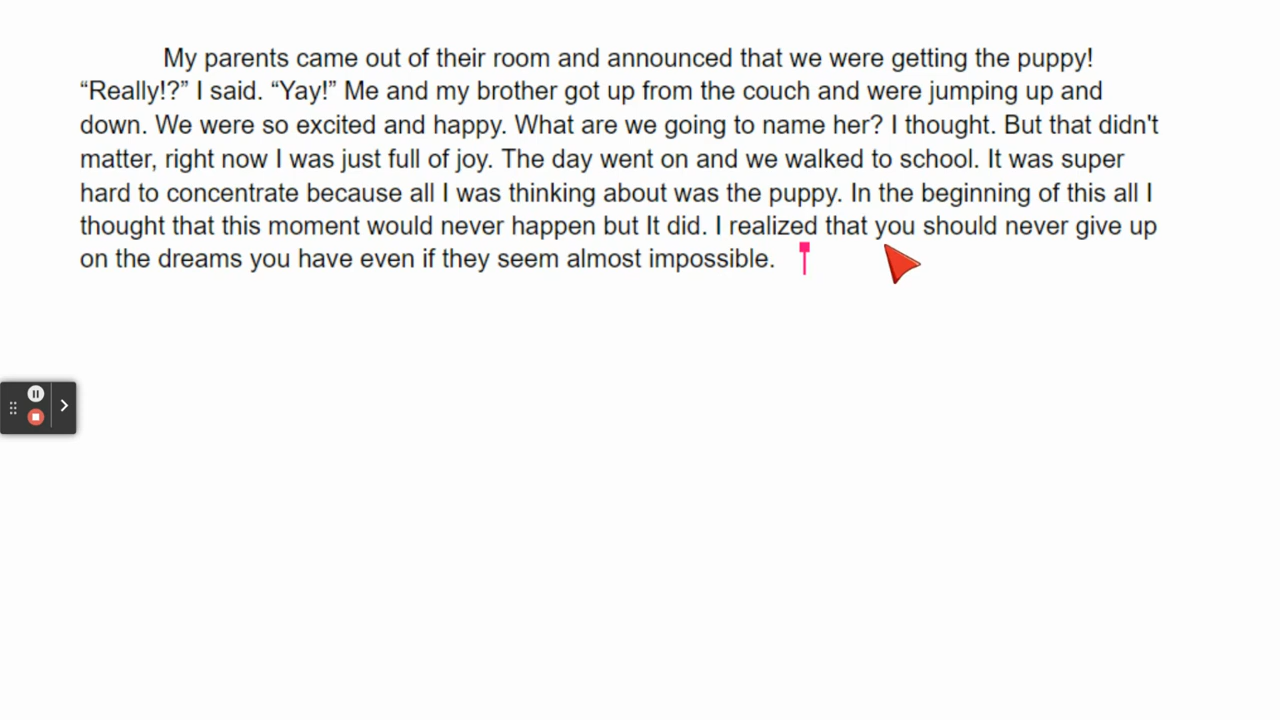 My parents came out of their room and announced that we were getting the puppy!
“Really!?” I said. “Yay!” Me and my brother got up from the couch and were jumping up and
down. We were so excited and happy. What are we going to name her? I thought. But that didn't
matter, right now I was just full of joy. The day went on and we walked to school. It was super
hard to concentrate because all I was thinking about was the puppy. In the beginning of this all I
thought that this moment would never happen but It did. I realized that you should never give up
on the dreams you have even if they seem almost impossible.